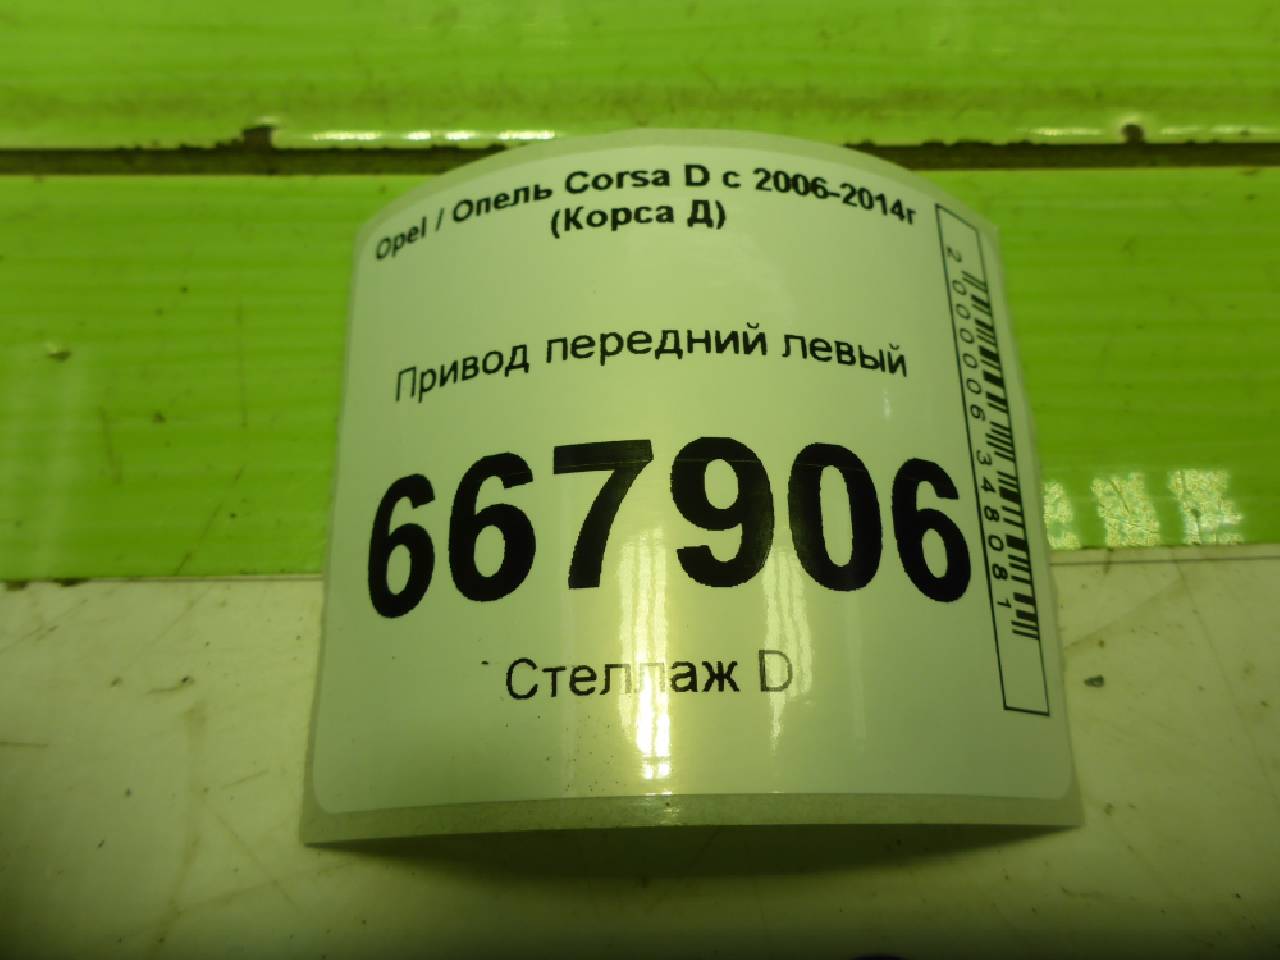 Opel / Опель Corsa D с 2006-2014г
(Корса Д)
Привод передний левый
667906
Стеллаж D
2000006348081